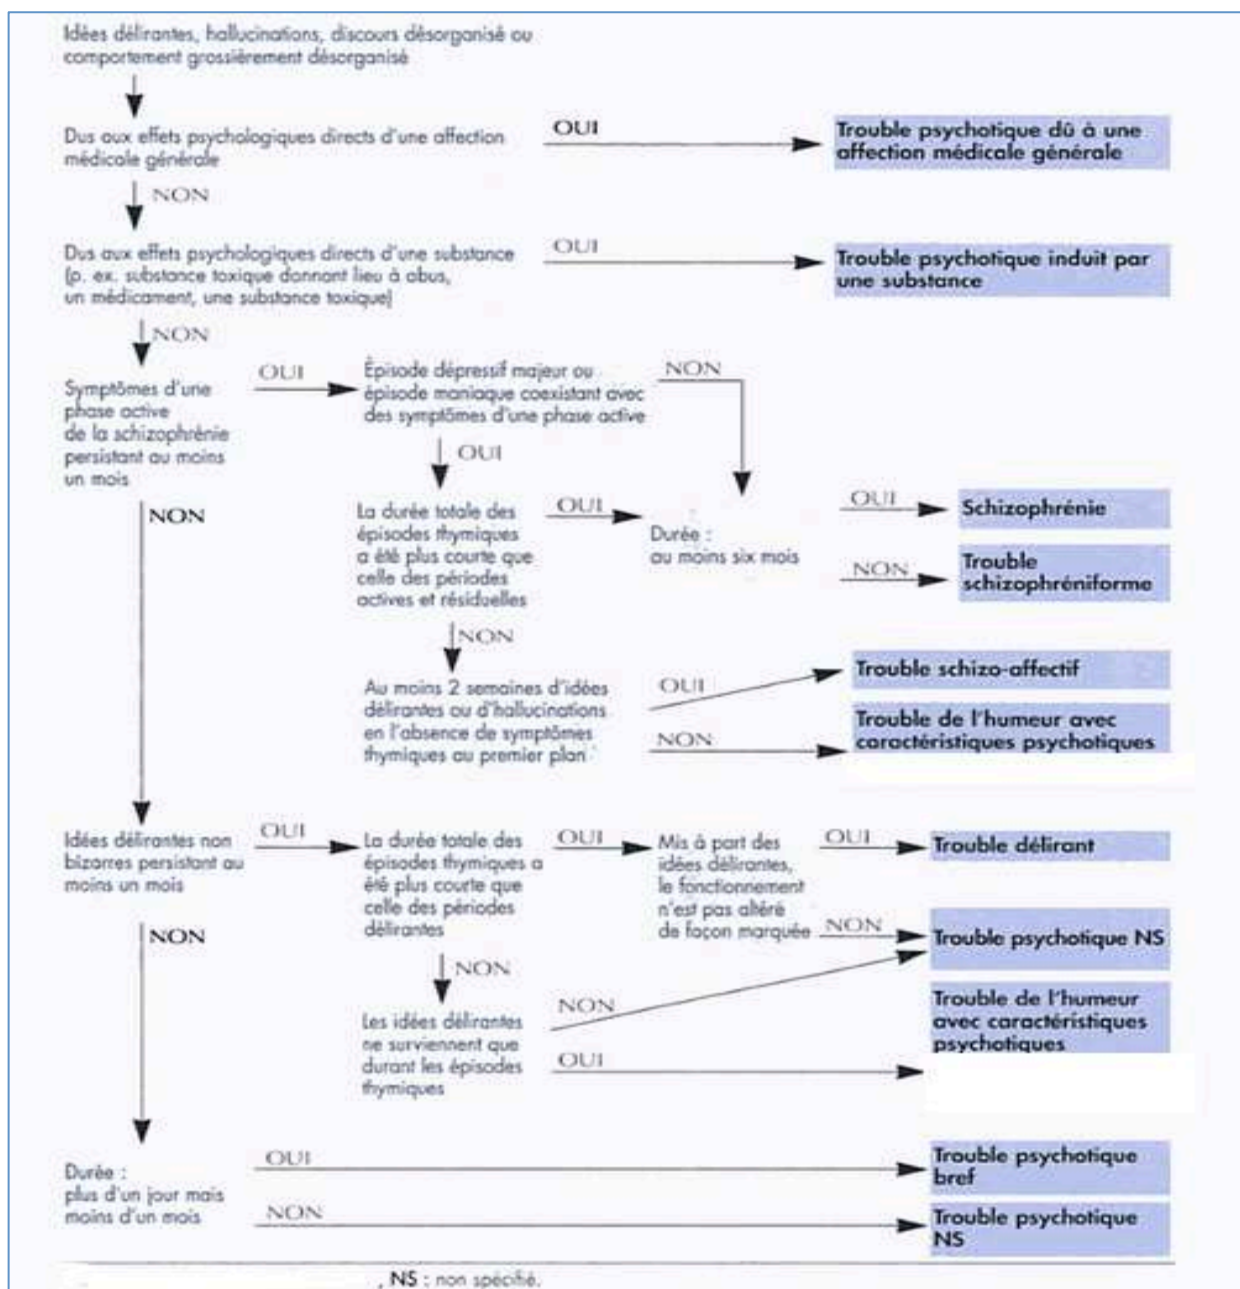 Idées délirantes, hallucinations, discours désorganisé ou
comportement grossièrement désorganisé
Dus aux effets psychologiques directs d'une affection
médicale générale
OUI
Trouble psychotique dû à une
affection médicale générale
NON
Dus aux effets psychologiques directs d'une substance
(p. ex. substance toxique donnant lieu à abus,
un médicament, une substance toxique)
OUI
Trouble psychotique induit par
une substance
NON
Symptômes d'une
phase active
de la schizophrénie
persistant au moins
un mois
OUI
Épisode dépressif majeur ou
épisode maniaque coexistant avec
des symptômes d'une phase active
NON
OUI
NON
La durée totale des
épisodes thymiques
a été plus courte que
celle des périodes
actives et résiduelles
OUI
Durée :
au moins six mois
OUI
Schizophrénie
NON
Trouble
schizophréniforme
NON
Au moins 2 semaines d'idées
délirantes ou d'hallucinations
en l'absence de symptômes
thymiques au premier plan
OUI
Trouble schizo-affectif
NON
Trouble de l'humeur avec
caractéristiques psychotiques
Idées délirantes non
bizarres persistant au
moins un mois
OUI
La durée totale des
épisodes thymiques a
été plus courte que
celle des périodes
délirantes
OUI
Mis à part des
idées délirantes,
le fonctionnement
n'est pas altéré
de façon marquée
OUI
Trouble délirant
NON
Trouble psychotique NS
NON
NON
Les idées délirantes
ne surviennent que
durant les épisodes
thymiques
NON
OUI
Trouble de l'humeur
avec caractéristiques
psychotiques
Durée :
plus d'un jour mais
moins d'un mois
OUI
Trouble psychotique
bref
NON
Trouble psychotique
NS
, NS : non spécifié.